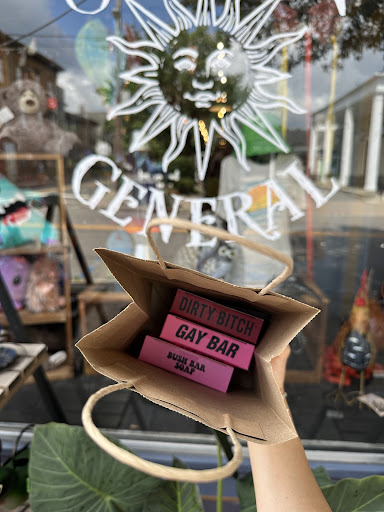 GENERAL
DIRTY BITCH
GAY BAR
BUSH BAR
SOAP